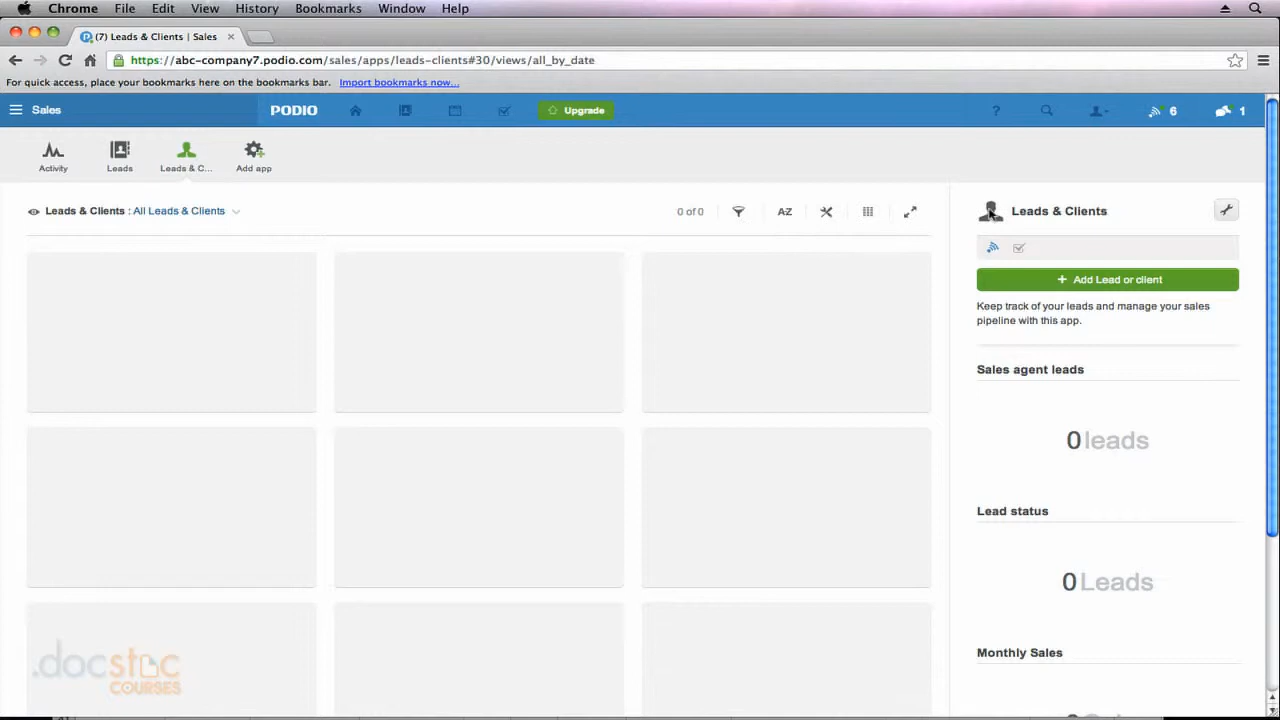 Chrome File Edit View History Bookmarks Window Help
(7) Leads & Clients | Sales
https://abc-company7.podio.com/sales/apps/leads-clients#30/views/all_by_date
For quick access, place your bookmarks here on the bookmarks bar. Import bookmarks now...
Sales PODIO Upgrade ? 6 1
Activity Leads Leads & C... Add app
Leads & Clients : All Leads & Clients 0 of 0 A-Z Leads & Clients
+ Add Lead or client
Keep track of your leads and manage your sales
pipeline with this app.
Sales agent leads
0 leads
Lead status
0 Leads
Monthly Sales
.docstoc
COURSES